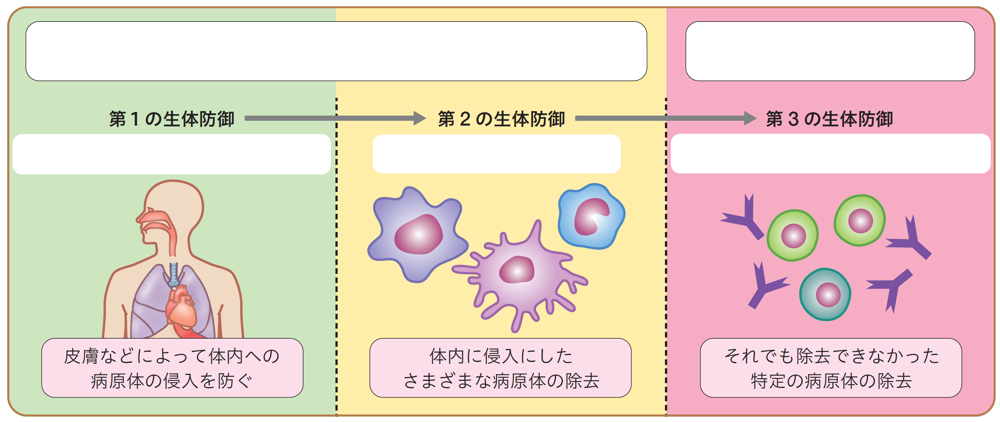 第1の生体防御
第2の生体防御
第3の生体防御
皮膚などによって体内への
病原体の侵入を防ぐ
体内に侵入にした
さまざまな病原体の除去
それでも除去できなかった
特定の病原体の除去